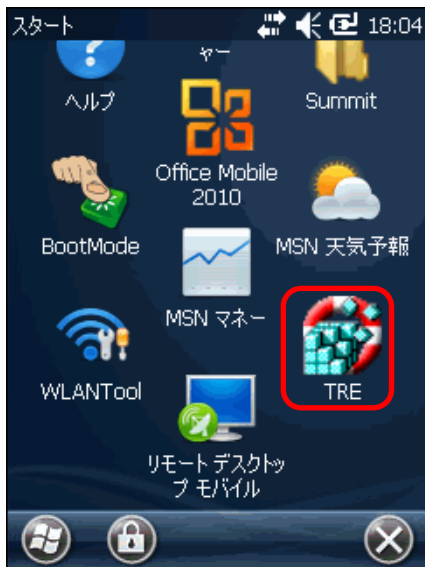 スタート 18:04
ャー
ヘルプ
Summit
Office Mobile
2010
BootMode
MSN 天気予報
MSN マネー
WLANTool
TRE
リモート デスクトッ
プ モバイル